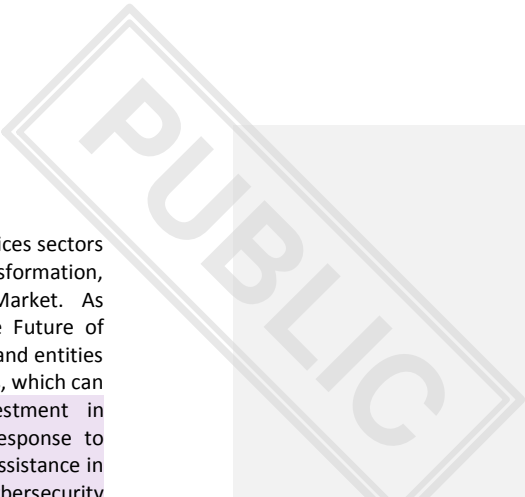 PUBLIC
ices sectors
sformation,
Market. As
Future of
and entities
, which can
estment in
esponse to
ssistance in
bersecurity